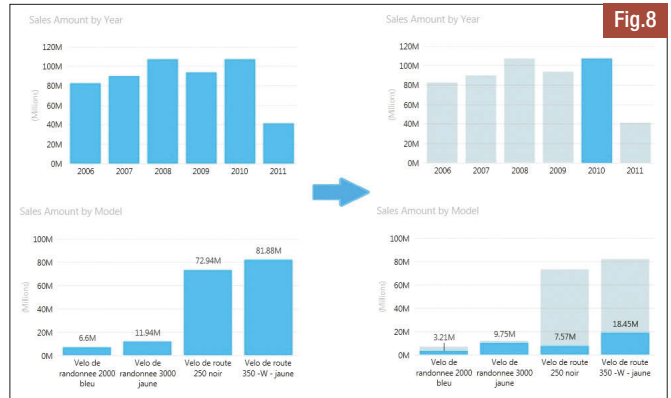 Fig.8
Sales Amount by Year
(Millions)
120M
100M
80M
60M
40M
20M
0M
2006 2007 2008 2009 2010 2011
Sales Amount by Year
(Millions)
120M
100M
80M
60M
40M
20M
0M
2006 2007 2008 2009 2010 2011
Sales Amount by Model
(Millions)
100M
80M
60M
40M
20M
0M
6.6M 11.94M 72.94M 81.88M
Velo de Velo de Velo de route Velo de route
randonnee 2000 randonnee 3000 250 noir 350 -W - jaune
bleu jaune
Sales Amount by Model
(Millions)
100M
80M
60M
40M
20M
0M
3.21M 9.75M 7.57M 18.45M
Velo de Velo de Velo de route Velo de route
randonnee 2000 randonnee 3000 250 noir 350 -W - jaune
bleu jaune